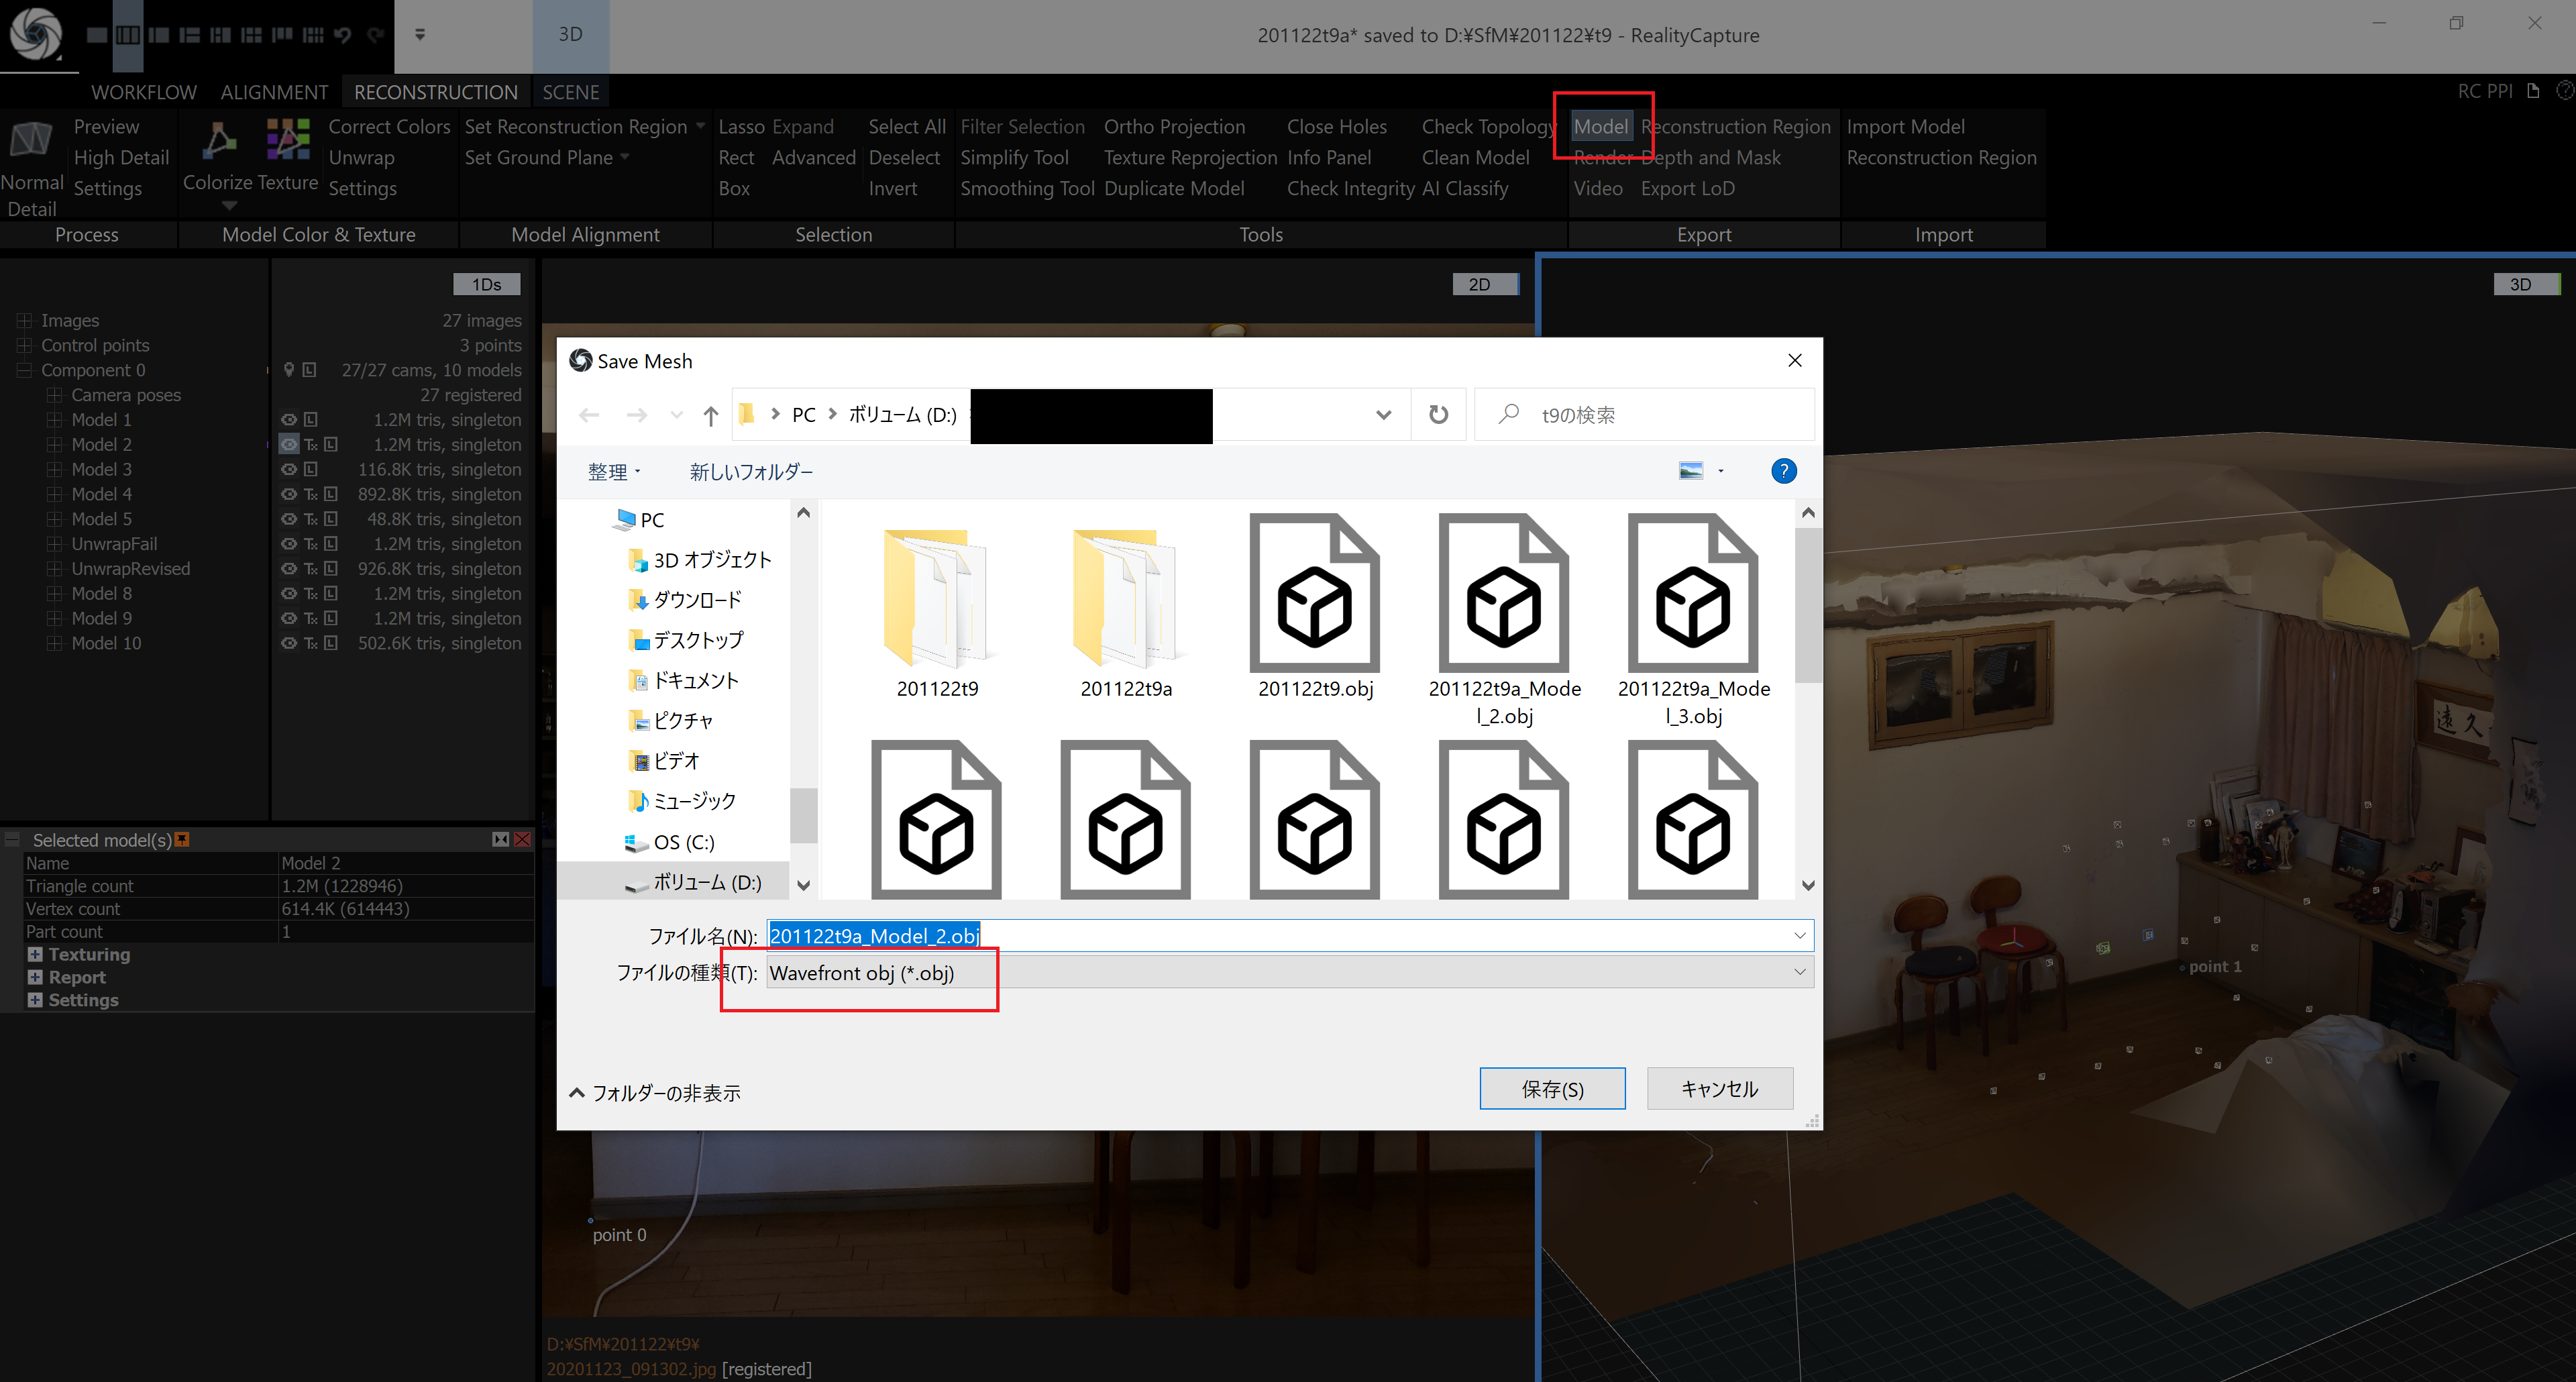 3D
201122t9a* saved to D:¥SfM¥201122¥t9 - RealityCapture
WORKFLOW ALIGNMENT RECONSTRUCTION SCENE
RC PPI
Normal Detail
Preview
High Detail
Settings
Process
Colorize Texture
Correct Colors
Unwrap
Settings
Model Color & Texture
Set Reconstruction Region
Set Ground Plane
Model Alignment
Lasso Expand Select All
Rect Advanced Deselect
Box Invert
Selection
Filter Selection Ortho Projection Close Holes Check Topology
Simplify Tool Texture Reprojection Info Panel Clean Model
Smoothing Tool Duplicate Model Check Integrity AI Classify
Tools
Model Reconstruction Region
Render Depth and Mask
Video Export LoD
Export
Import Model
Reconstruction Region
Import
1Ds
Images 27 images
Control points 3 points
Component 0 27/27 cams, 10 models
Camera poses 27 registered
Model 1 1.2M tris, singleton
Model 2 1.2M tris, singleton
Model 3 116.8K tris, singleton
Model 4 892.8K tris, singleton
Model 5 48.8K tris, singleton
UnwrapFail 1.2M tris, singleton
UnwrapRevised 926.8K tris, singleton
Model 8 1.2M tris, singleton
Model 9 1.2M tris, singleton
Model 10 502.6K tris, singleton
Selected model(s)
Name Model 2
Triangle count 1.2M (1228946)
Vertex count 614.4K (614443)
Part count 1
Texturing
Report
Settings
2D
Save Mesh
PC ボリューム (D:)
t9の検索
整理 新しいフォルダー
PC
3D オブジェクト
ダウンロード
デスクトップ
ドキュメント
ピクチャ
ビデオ
ミュージック
OS (C:)
ボリューム (D:)
201122t9
201122t9a
201122t9.obj
201122t9a_Mode
l_2.obj
201122t9a_Mode
l_3.obj
ファイル名(N): 201122t9a_Model_2.obj
ファイルの種類(T): Wavefront obj (*.obj)
フォルダーの非表示
保存(S) キャンセル
point 0
D:¥SfM¥201122¥t9¥
20201123_091302.jpg [registered]
3D
遠久
point 1